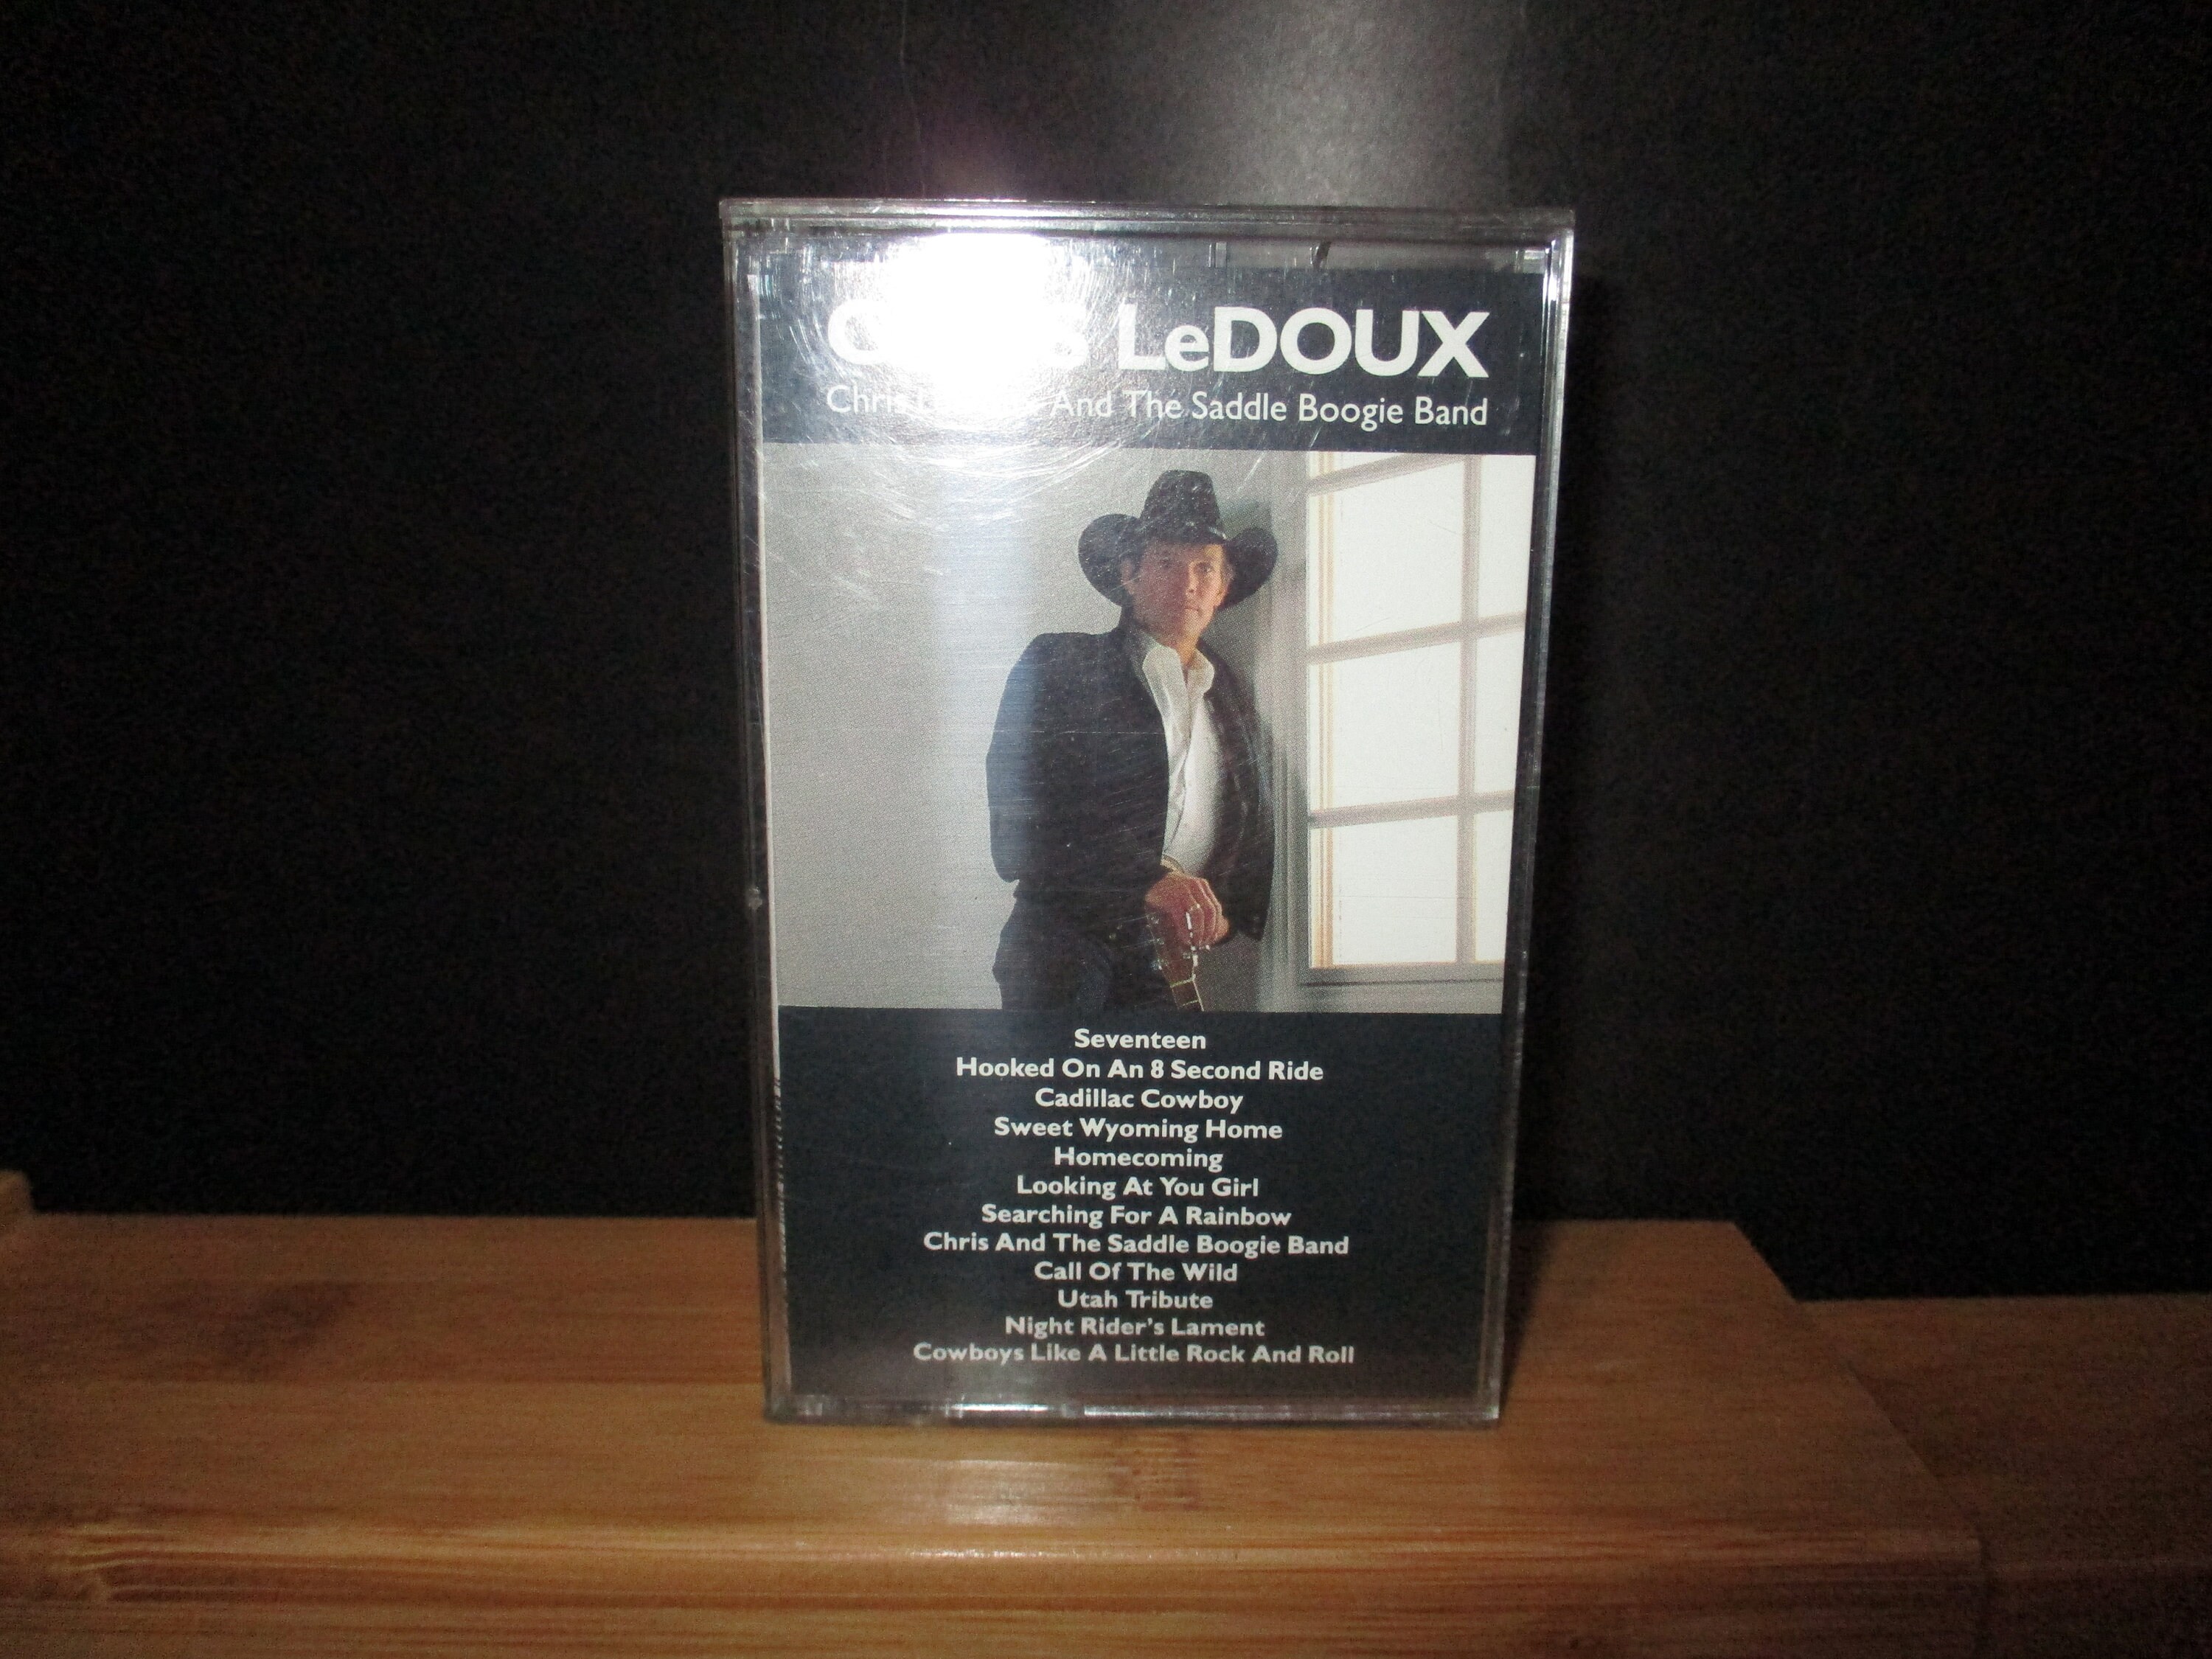 LeDOUX
Chris And The Saddle Boogie Band
Seventeen
Hooked On An 8 Second Ride
Cadillac Cowboy
Sweet Wyoming Home
Homecoming
Looking At You Girl
Searching For A Rainbow
Chris And The Saddle Boogie Band
Call Of The Wild
Utah Tribute
Night Rider's Lament
Cowboys Like A Little Rock And Roll